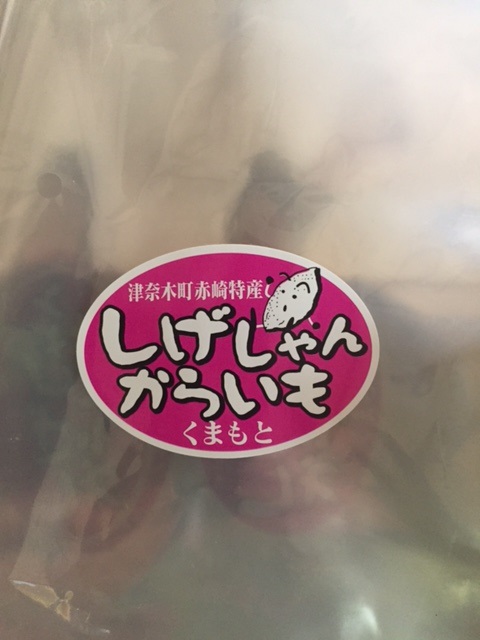 津奈木町赤崎特産
しげしゃん
からいも
くまもと